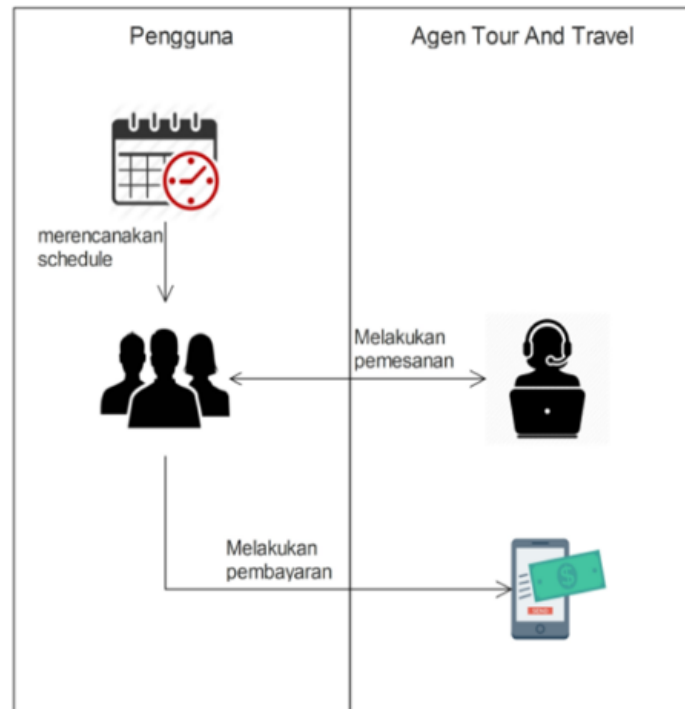 Pengguna
Agen Tour And Travel
merencanakan
schedule
Melakukan
pemesanan
Melakukan
pembayaran